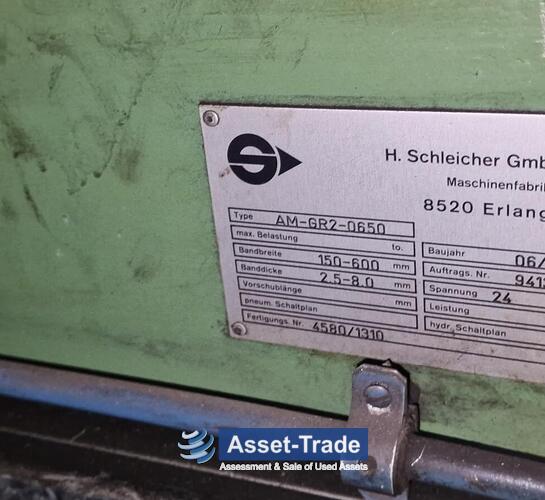 H. Schleicher Gmb
Maschinenfabrik
8520 Erlang
Type AM-GR2-0650
max. Belastung to.
Bandbreite 150-600 mm
Banddicke 2.5-8.0 mm
Vorschublänge mm
pneum. Schaltplan
Fertigungs. Nr. 4580/1310
Baujahr 06/
Auftrags. Nr. 941
Spannung 24
Leistung
hydr. Schaltplan
Asset-Trade
Assessment & Sale of Used Assets